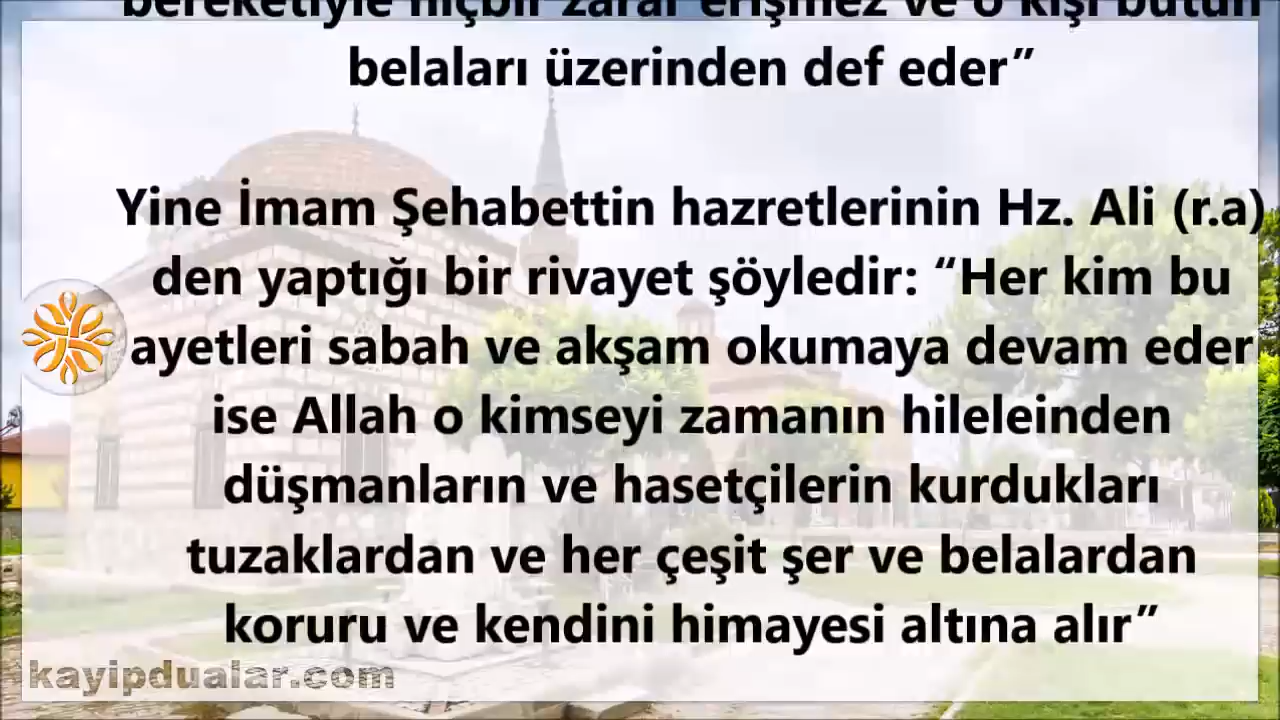 bereketiyle hiçbir zarar erişmez ve o kişi bütün
belaları üzerinden def eder”
Yine İmam Şehabettin hazretlerinin Hz. Ali (r.a)
den yaptığı bir rivayet şöyledir: “Her kim bu
ayetleri sabah ve akşam okumaya devam eder
ise Allah o kimseyi zamanın hileleinden
düşmanların ve hasetçilerin kurdukları
tuzaklardan ve her çeşit şer ve belalardan
koruru ve kendini himayesi altına alır”
kayipdualar.com